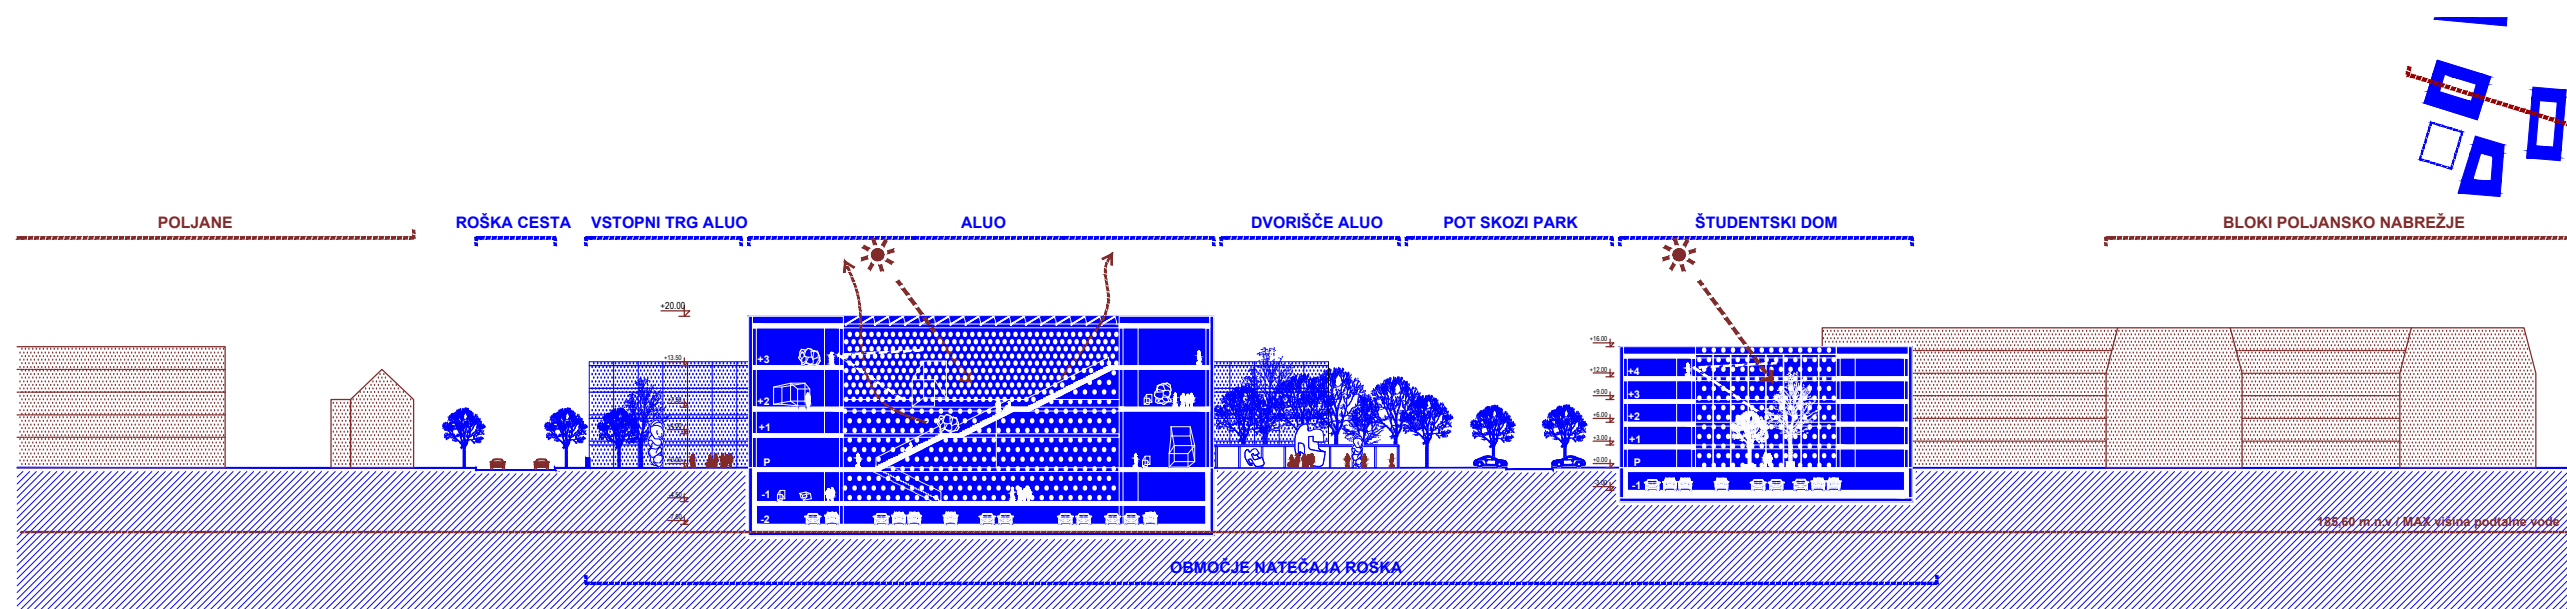 POLJANE
ROŠKA CESTA
VSTOPNI TRG ALUO
ALUO
DVORIŠČE ALUO
POT SKOZI PARK
ŠTUDENTSKI DOM
BLOKI POLJANSKO NABREŽJE
+20.00
+13.50
+3
+2
+1
P
-1
-2
+16.00
+12.00
+9.00
+6.00
+3.00
+0.00
-3.00
+4
+3
+2
+1
P
-1
185,60 m.n.v / MAX višina podtalne vode
OBMOČJE NATEČAJA ROŠKA